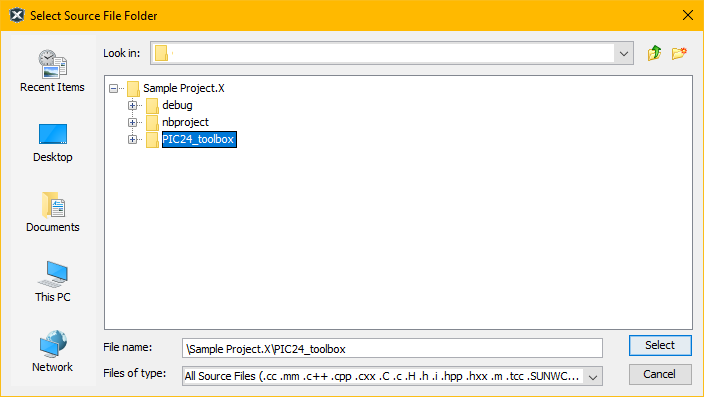 Select Source File Folder
Look in:
Recent Items
Desktop
Documents
This PC
Network
Sample Project.X
debug
nbproject
PIC24_toolbox
File name:
\Sample Project.X\PIC24_toolbox
Select
Files of type:
All Source Files (.cc .mm .c++ .cpp .cxx .C .c .H .h .i .hpp .hxx .m .tcc .SUNWC...
Cancel